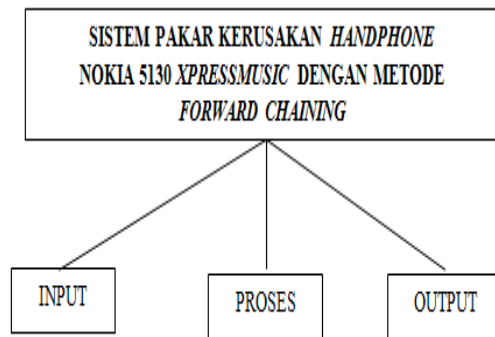 SISTEM PAKAR KERUSAKAN HANDPHONE
NOKIA 5130 XPRESSMUSIC DENGAN METODE
FORWARD CHAINING
INPUT
PROSES
OUTPUT